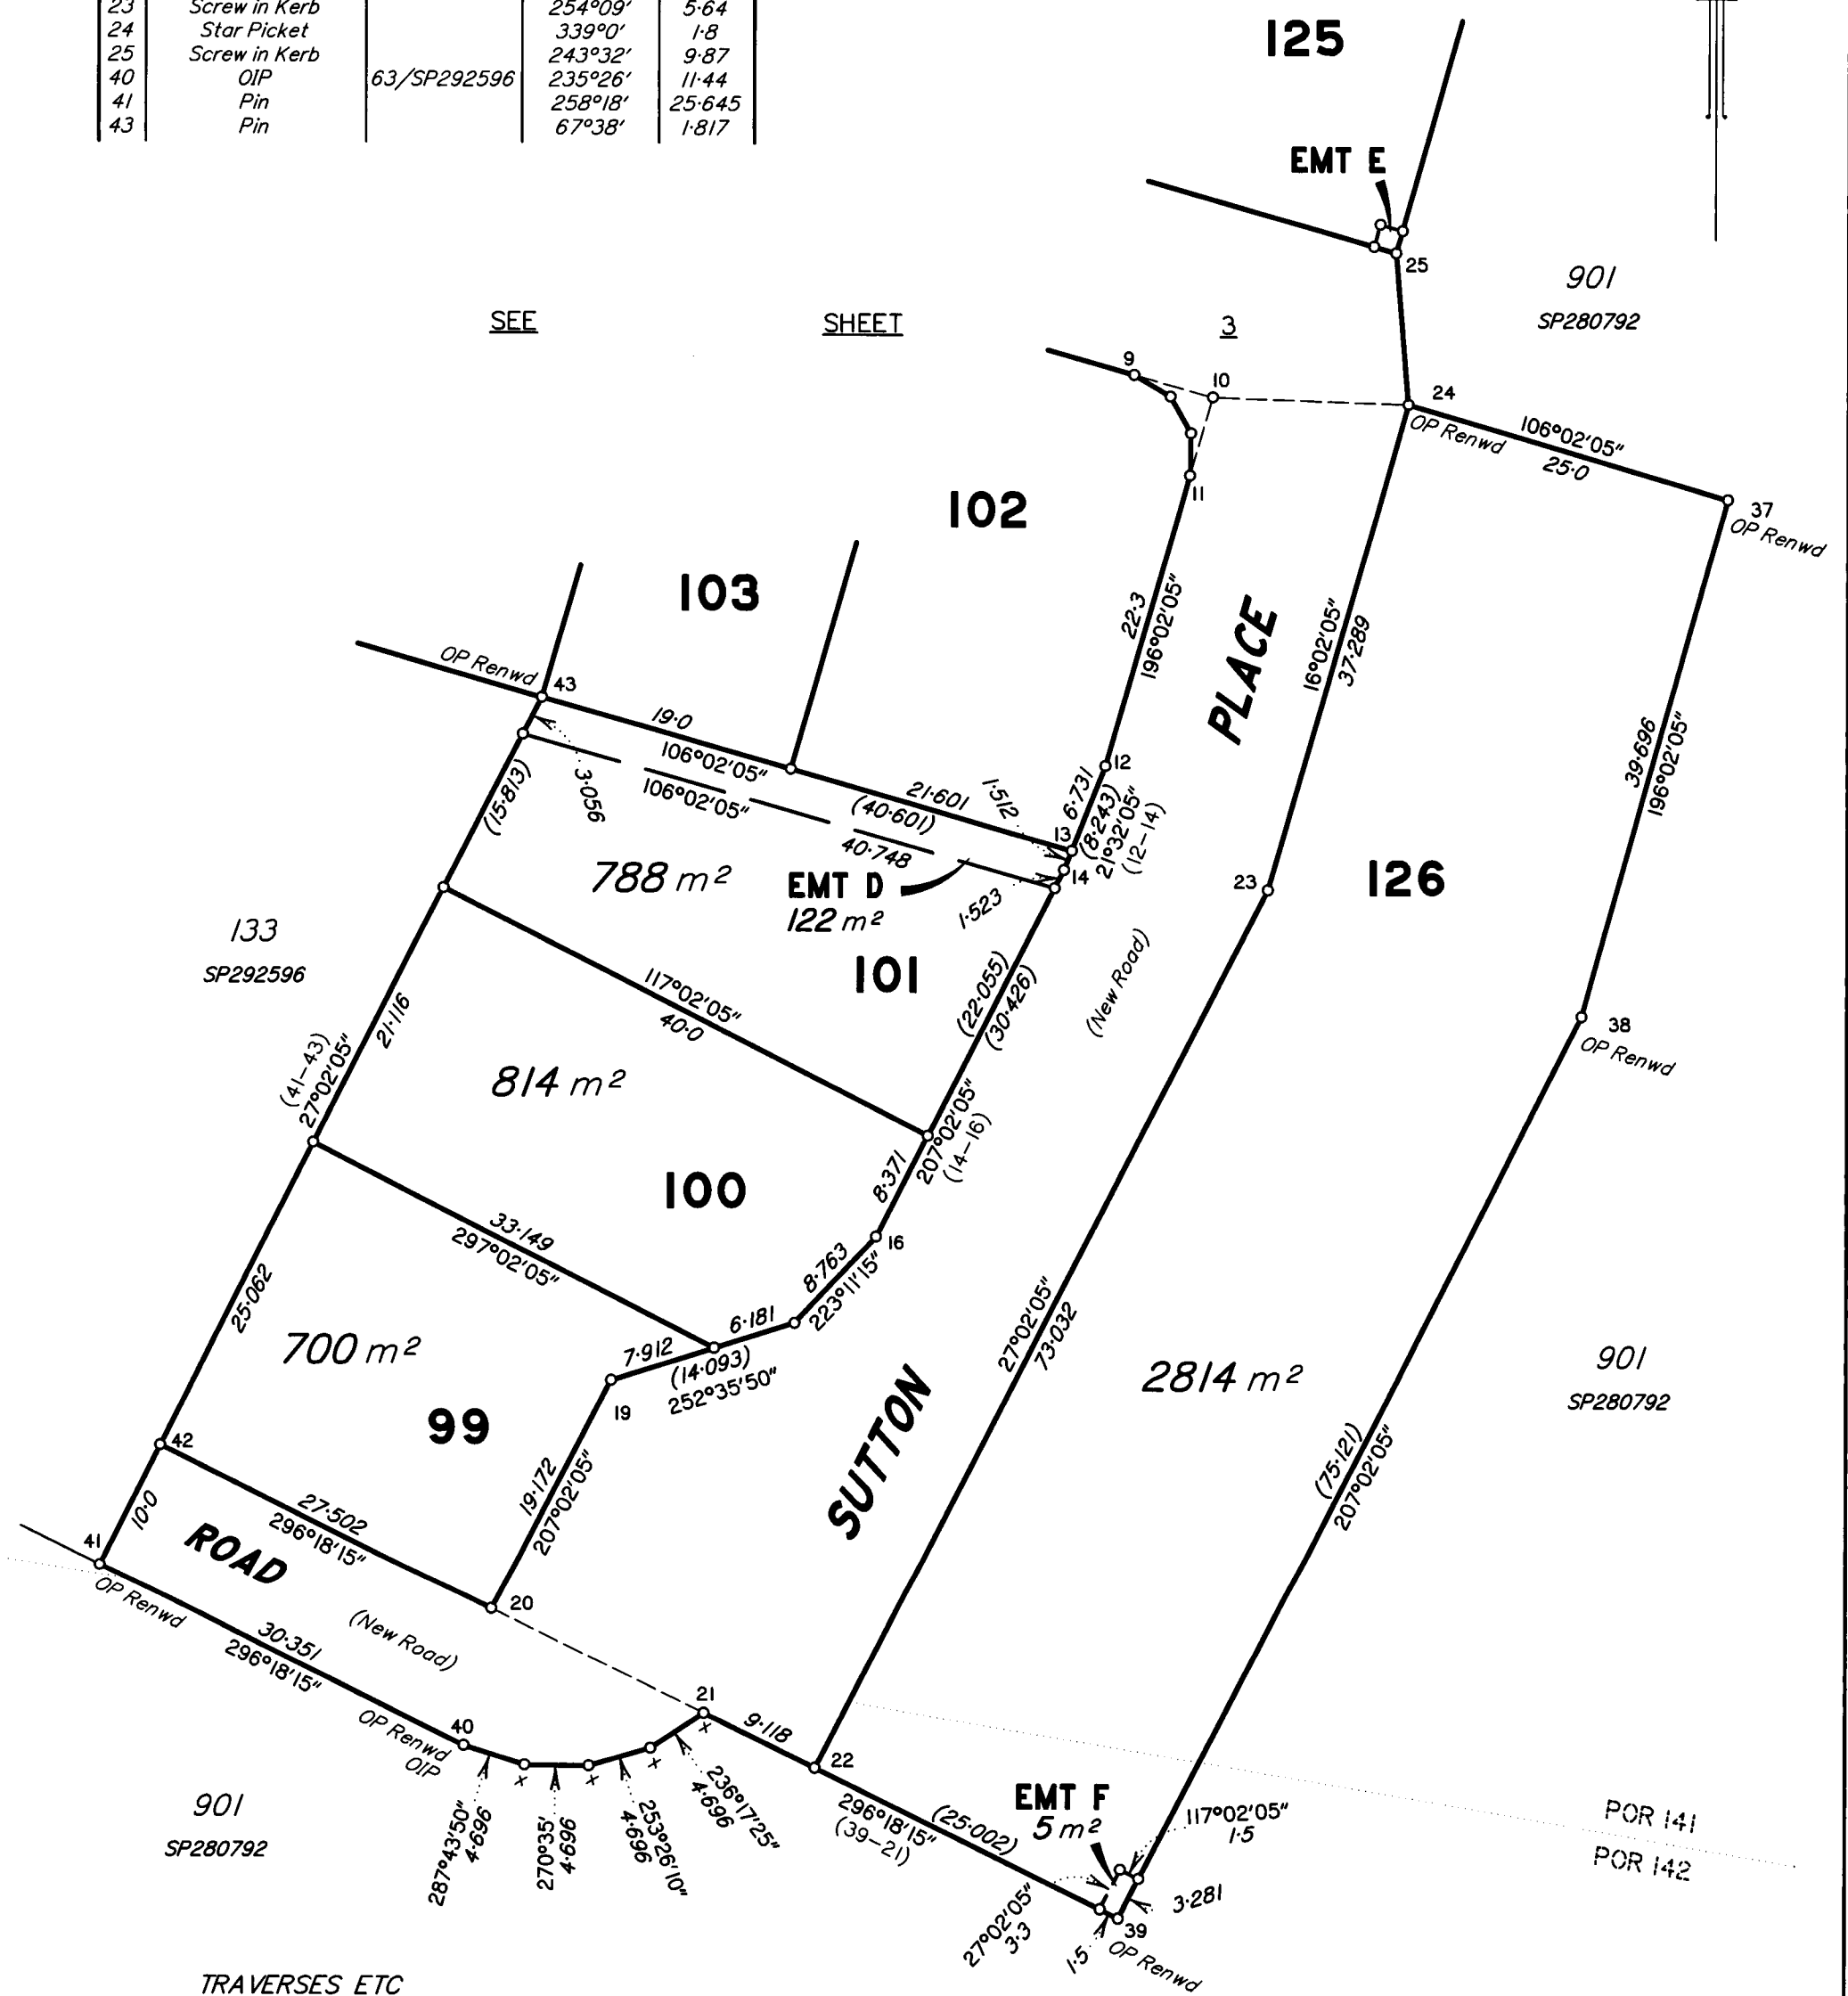 23 Screw in Kerb 254°09' 5·64
24 Star Picket 339°0' 1·8
25 Screw in Kerb 243°32' 9·87
40 OIP 63/SP292596 235°26' 11·44
41 Pin 258°18' 25·645
43 Pin 67°38' 1·817
125
EMT E
25
901
SP280792
SEE SHEET 3
9
10
24
OP Renwd
106°02'05"
25·0
37
OP Renwd
11
102
103
22·3
196°02'05"
PLACE
16°02'05"
37·289
39·696
196°02'05"
OP Renwd
43
19·0
106°02'05"
3·056
(15·813)
106°02'05"
21·601
(40·601)
40·748
1·512
12
6·731
(8·243)
21°32'05"
(12–14)
13
14
788 m²
EMT D
122 m²
1·523
23
126
133
SP292596
101
117°02'05"
40·0
(22·055)
(30·426)
(New Road)
38
OP Renwd
21·116
(41–43)
27°02'05"
814 m²
207°02'05"
(14–16)
100
8·371
16
33·149
297°02'05"
8·763
223°11'15"
25·062
6·181
7·912
(14·093)
252°35'50"
700 m²
19
99
27°02'05"
73·032
2814 m²
901
SP280792
SUTTON
42
19·172
207°02'05"
(75·121)
207°02'05"
10·0
27·502
296°18'15"
41
ROAD
OP Renwd
20
(New Road)
30·351
296°18'15"
21
x
9·118
40
OP Renwd
OIP
x
x
x
22
236°17'25"
4·696
253°26'10"
4·696
270°35'
4·696
287°43'50"
4·696
296°18'15"
(39–21)
(25·002)
EMT F
5 m²
117°02'05"
1·5
POR 141
POR 142
901
SP280792
27°02'05"
3·3
3·281
1·5
39
OP Renwd
TRAVERSES ETC